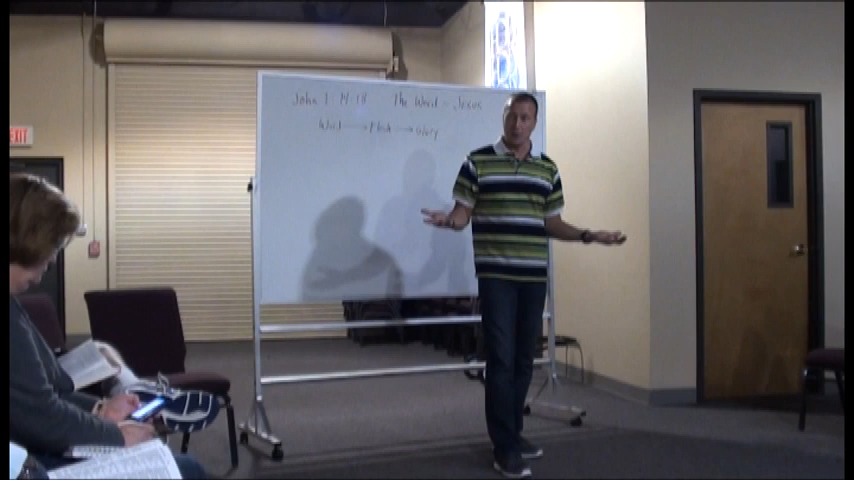 John 1:14-18 The Word - Jesus
Word → Flesh → Glory
EXIT